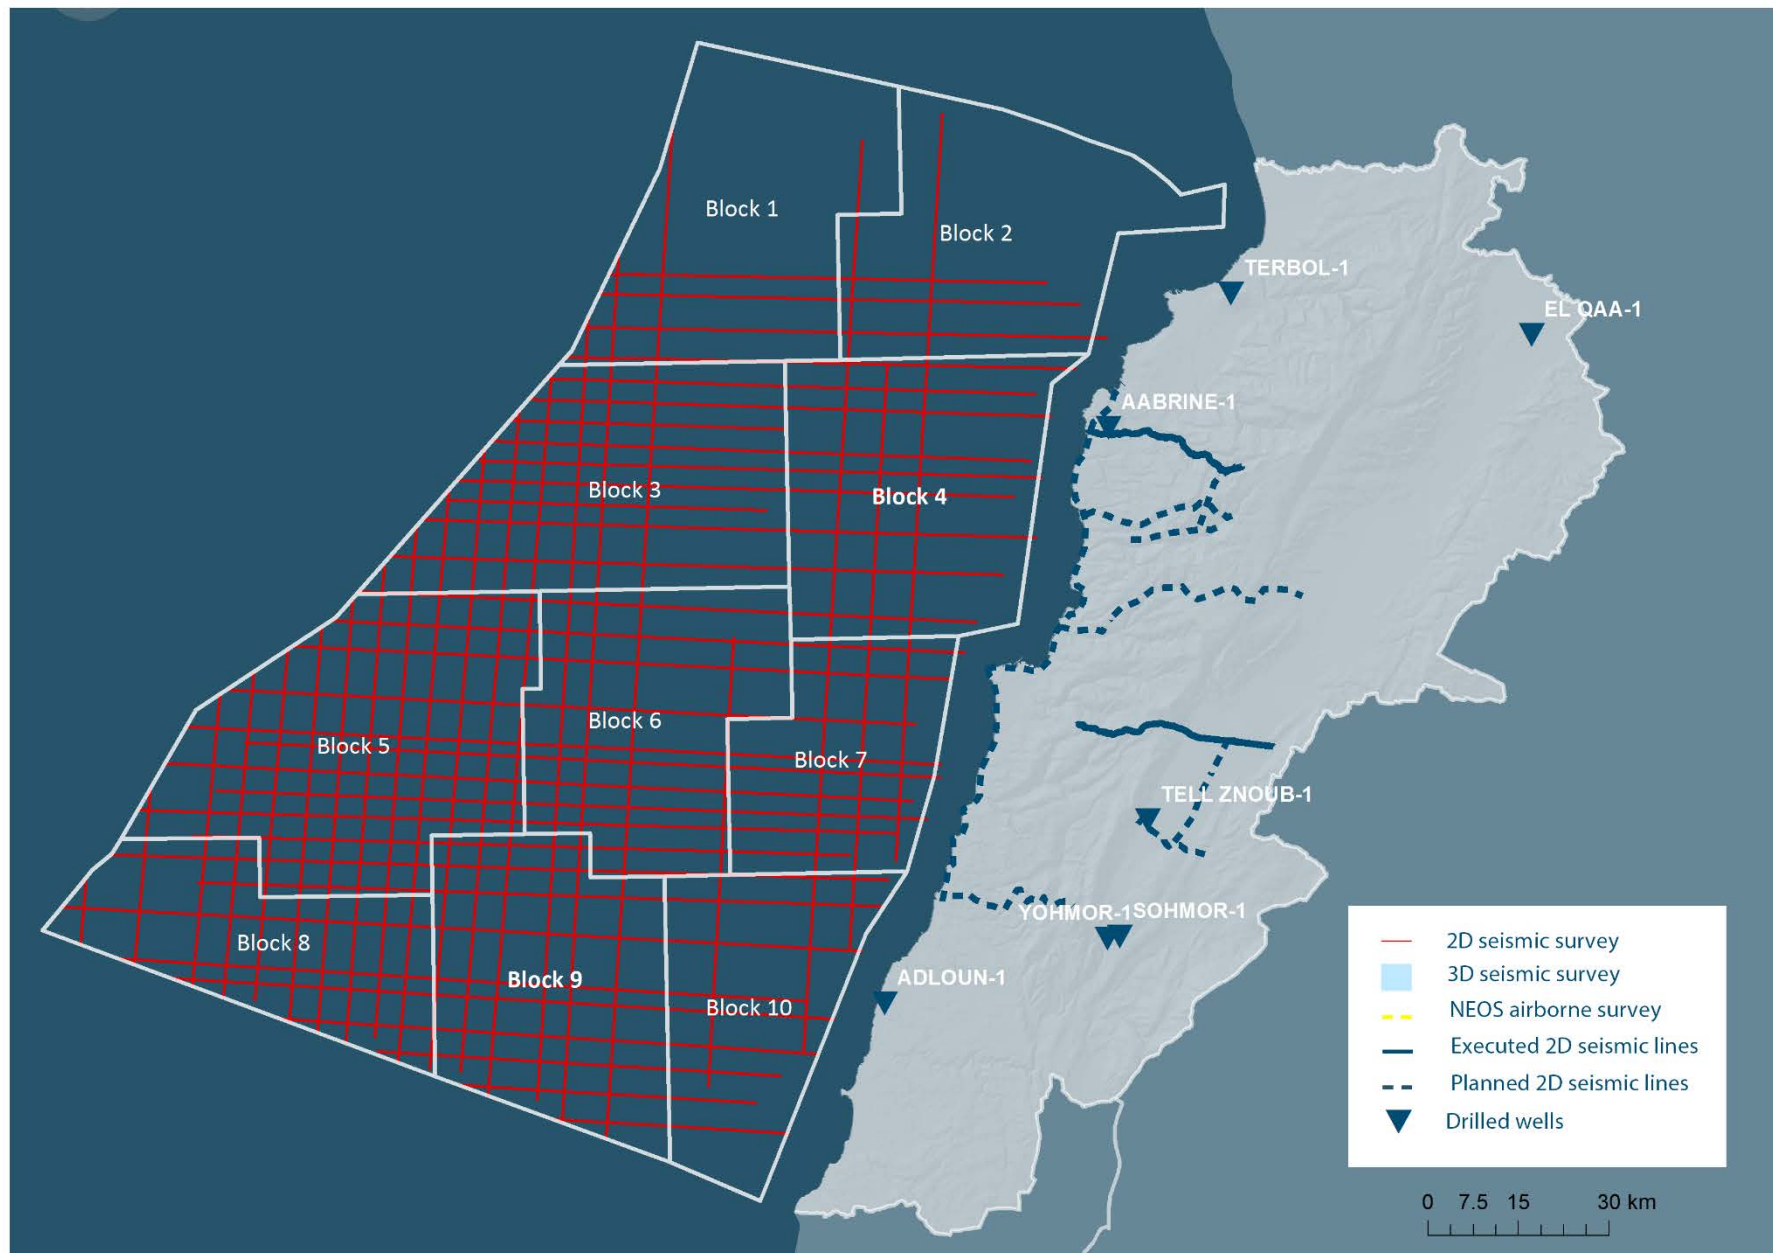 Block 1
Block 2
TERBOL-1
EL QAA-1
AABRINE-1
Block 3
Block 4
Block 5
Block 6
Block 7
TELL ZNOUB-1
YOHMOR-1 SOHMOR-1
Block 8
Block 9
Block 10
ADLOUN-1
2D seismic survey
3D seismic survey
NEOS airborne survey
Executed 2D seismic lines
Planned 2D seismic lines
Drilled wells
0 7.5 15 30 km